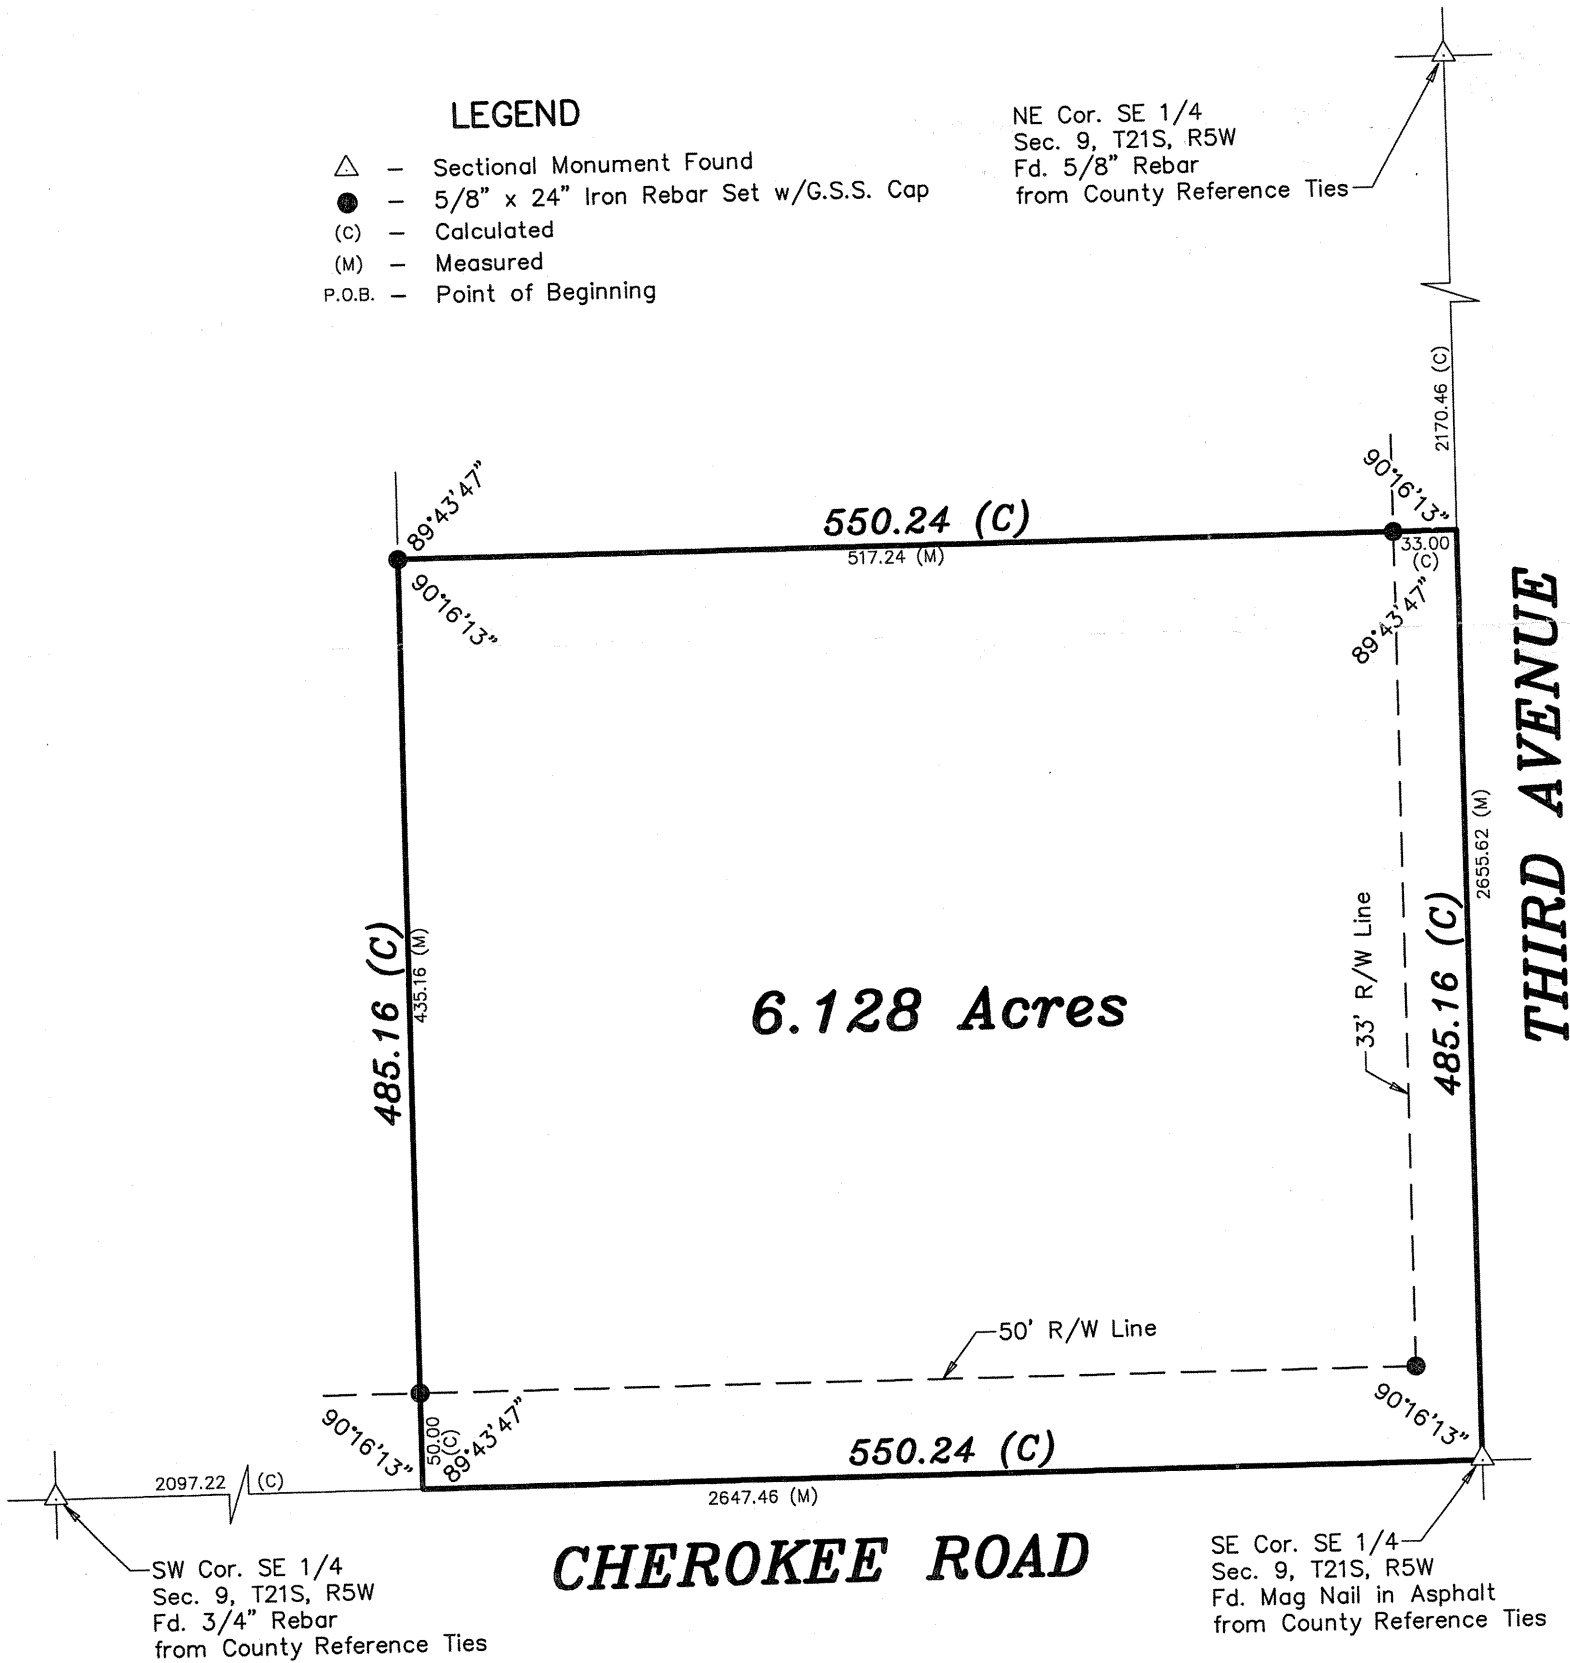 LEGEND
△ – Sectional Monument Found
● – 5/8" x 24" Iron Rebar Set w/G.S.S. Cap
(C) – Calculated
(M) – Measured
P.O.B. – Point of Beginning
NE Cor. SE 1/4
Sec. 9, T21S, R5W
Fd. 5/8" Rebar
from County Reference Ties
2170.46 (C)
89°43'47"
550.24 (C)
517.24 (M)
90°16'13"
33.00
(C)
90°16'13"
89°43'47"
THIRD AVENUE
2655.62 (M)
485.16 (C)
435.16 (M)
6.128 Acres
33' R/W Line
485.16 (C)
50' R/W Line
90°16'13"
50.00
(C)
89°43'47"
90°16'13"
550.24 (C)
2097.22 (C)
2647.46 (M)
CHEROKEE ROAD
SW Cor. SE 1/4
Sec. 9, T21S, R5W
Fd. 3/4" Rebar
from County Reference Ties
SE Cor. SE 1/4
Sec. 9, T21S, R5W
Fd. Mag Nail in Asphalt
from County Reference Ties